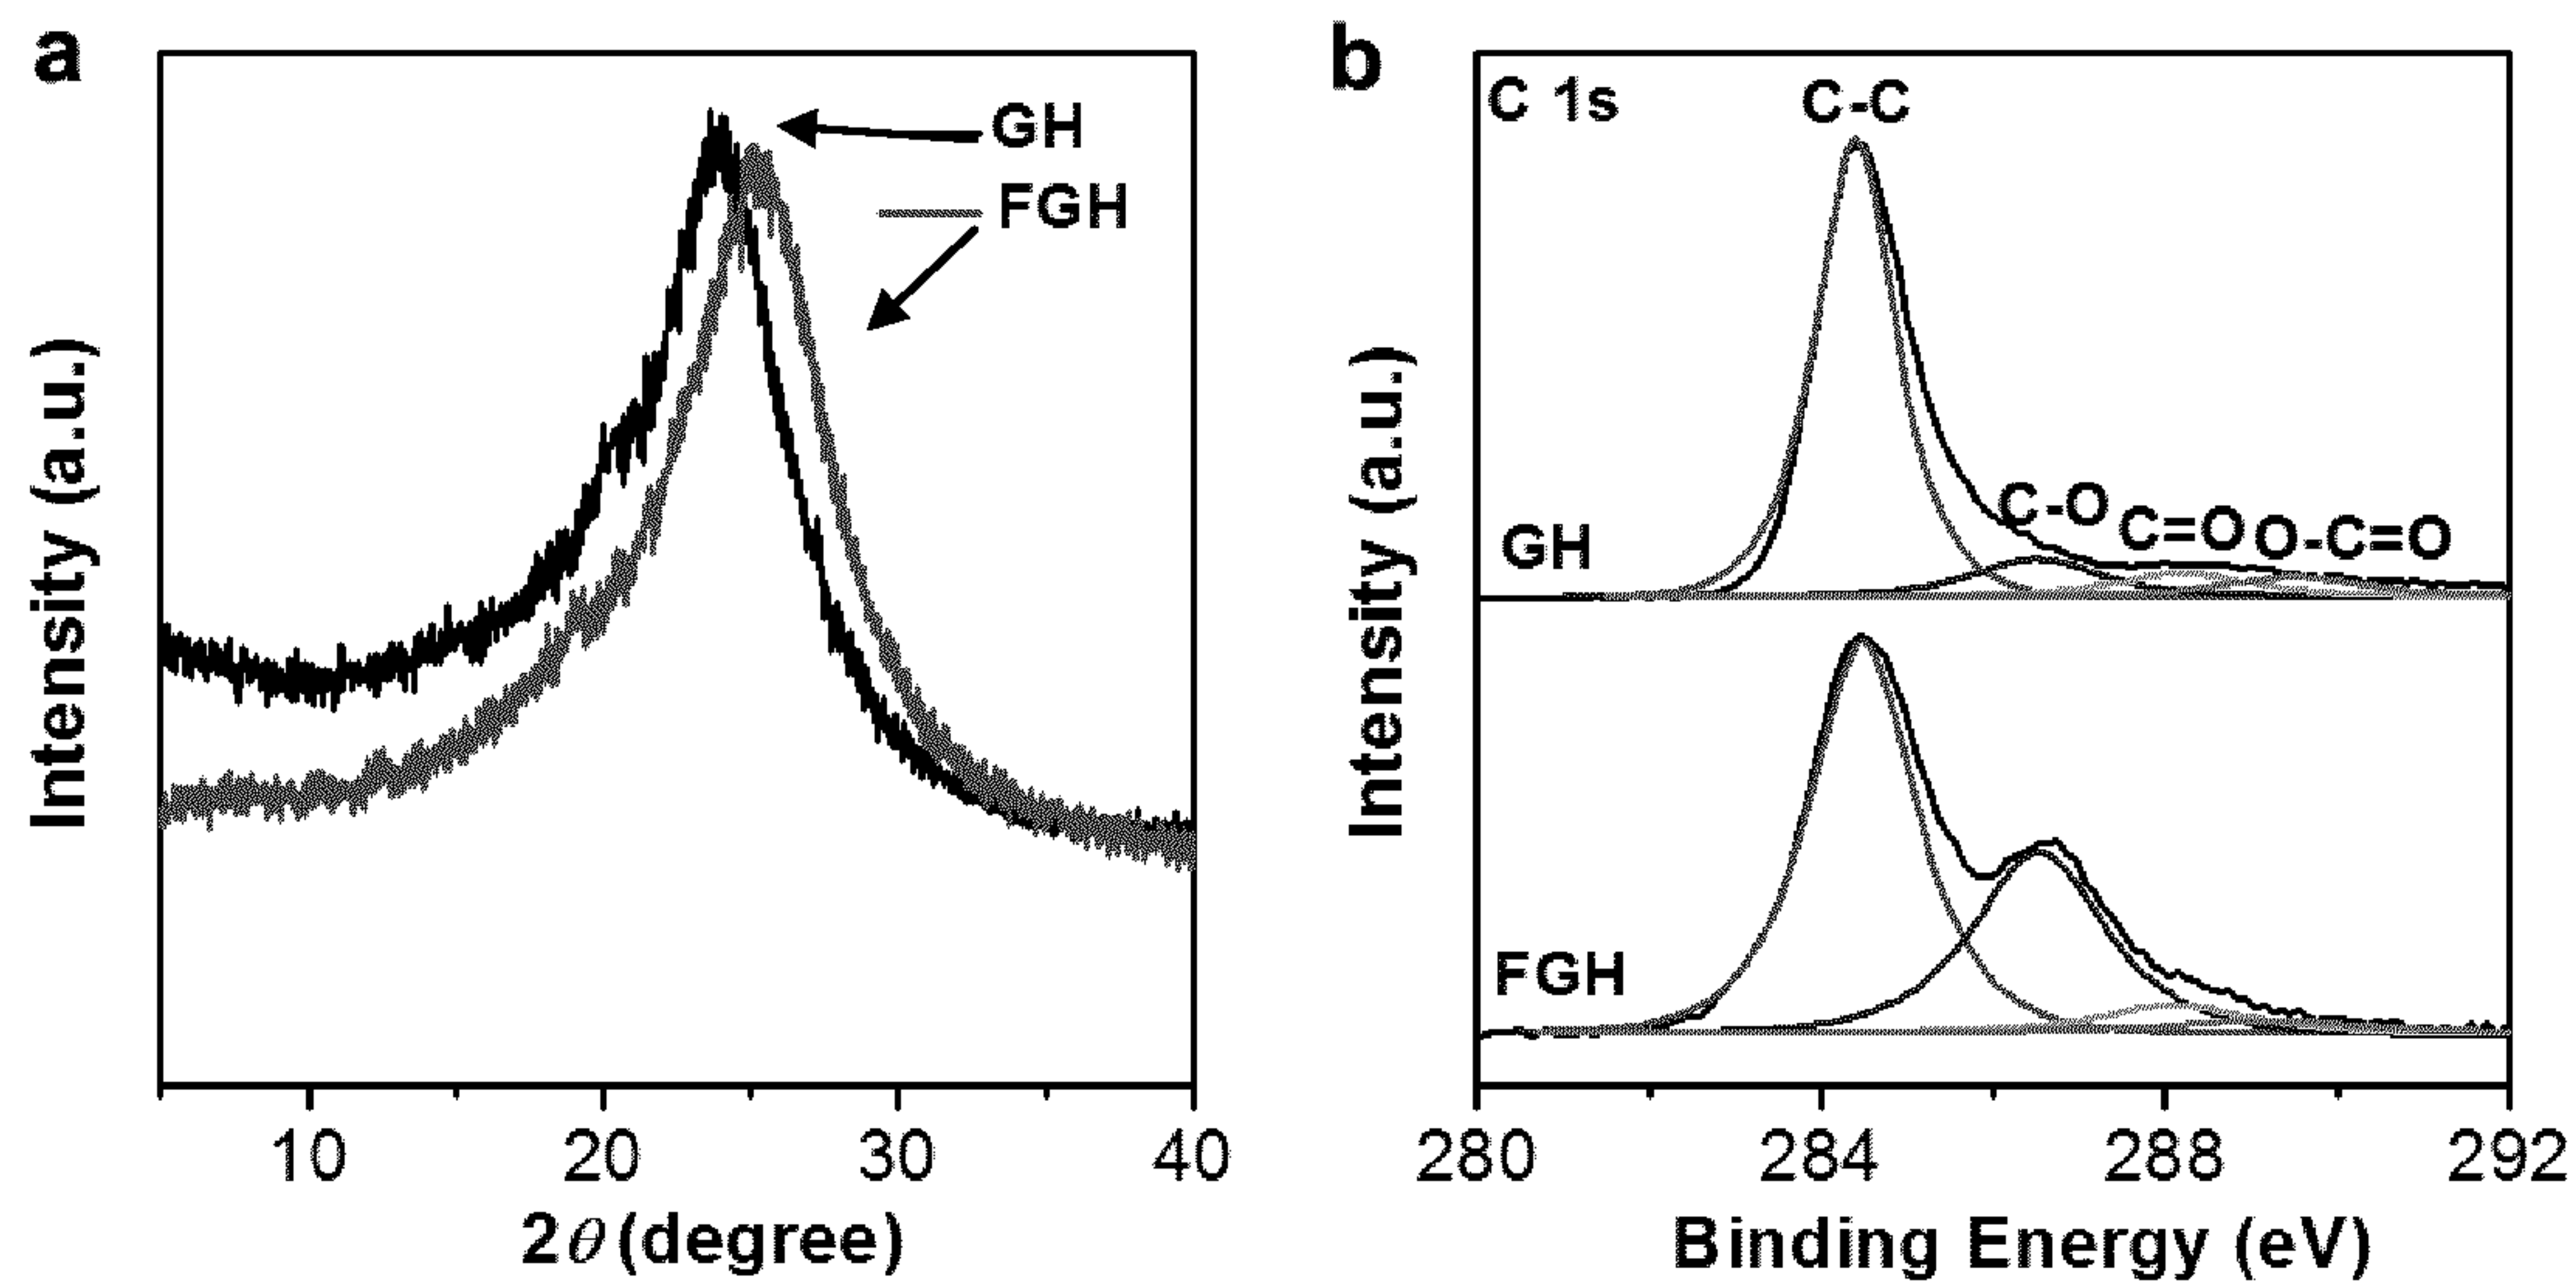 a
GH
FGH
Intensity (a.u.)
10 20 30 40
2θ (degree)
b
C 1s
C-C
C-O
C=O
O-C=O
GH
FGH
Intensity (a.u.)
280 284 288 292
Binding Energy (eV)